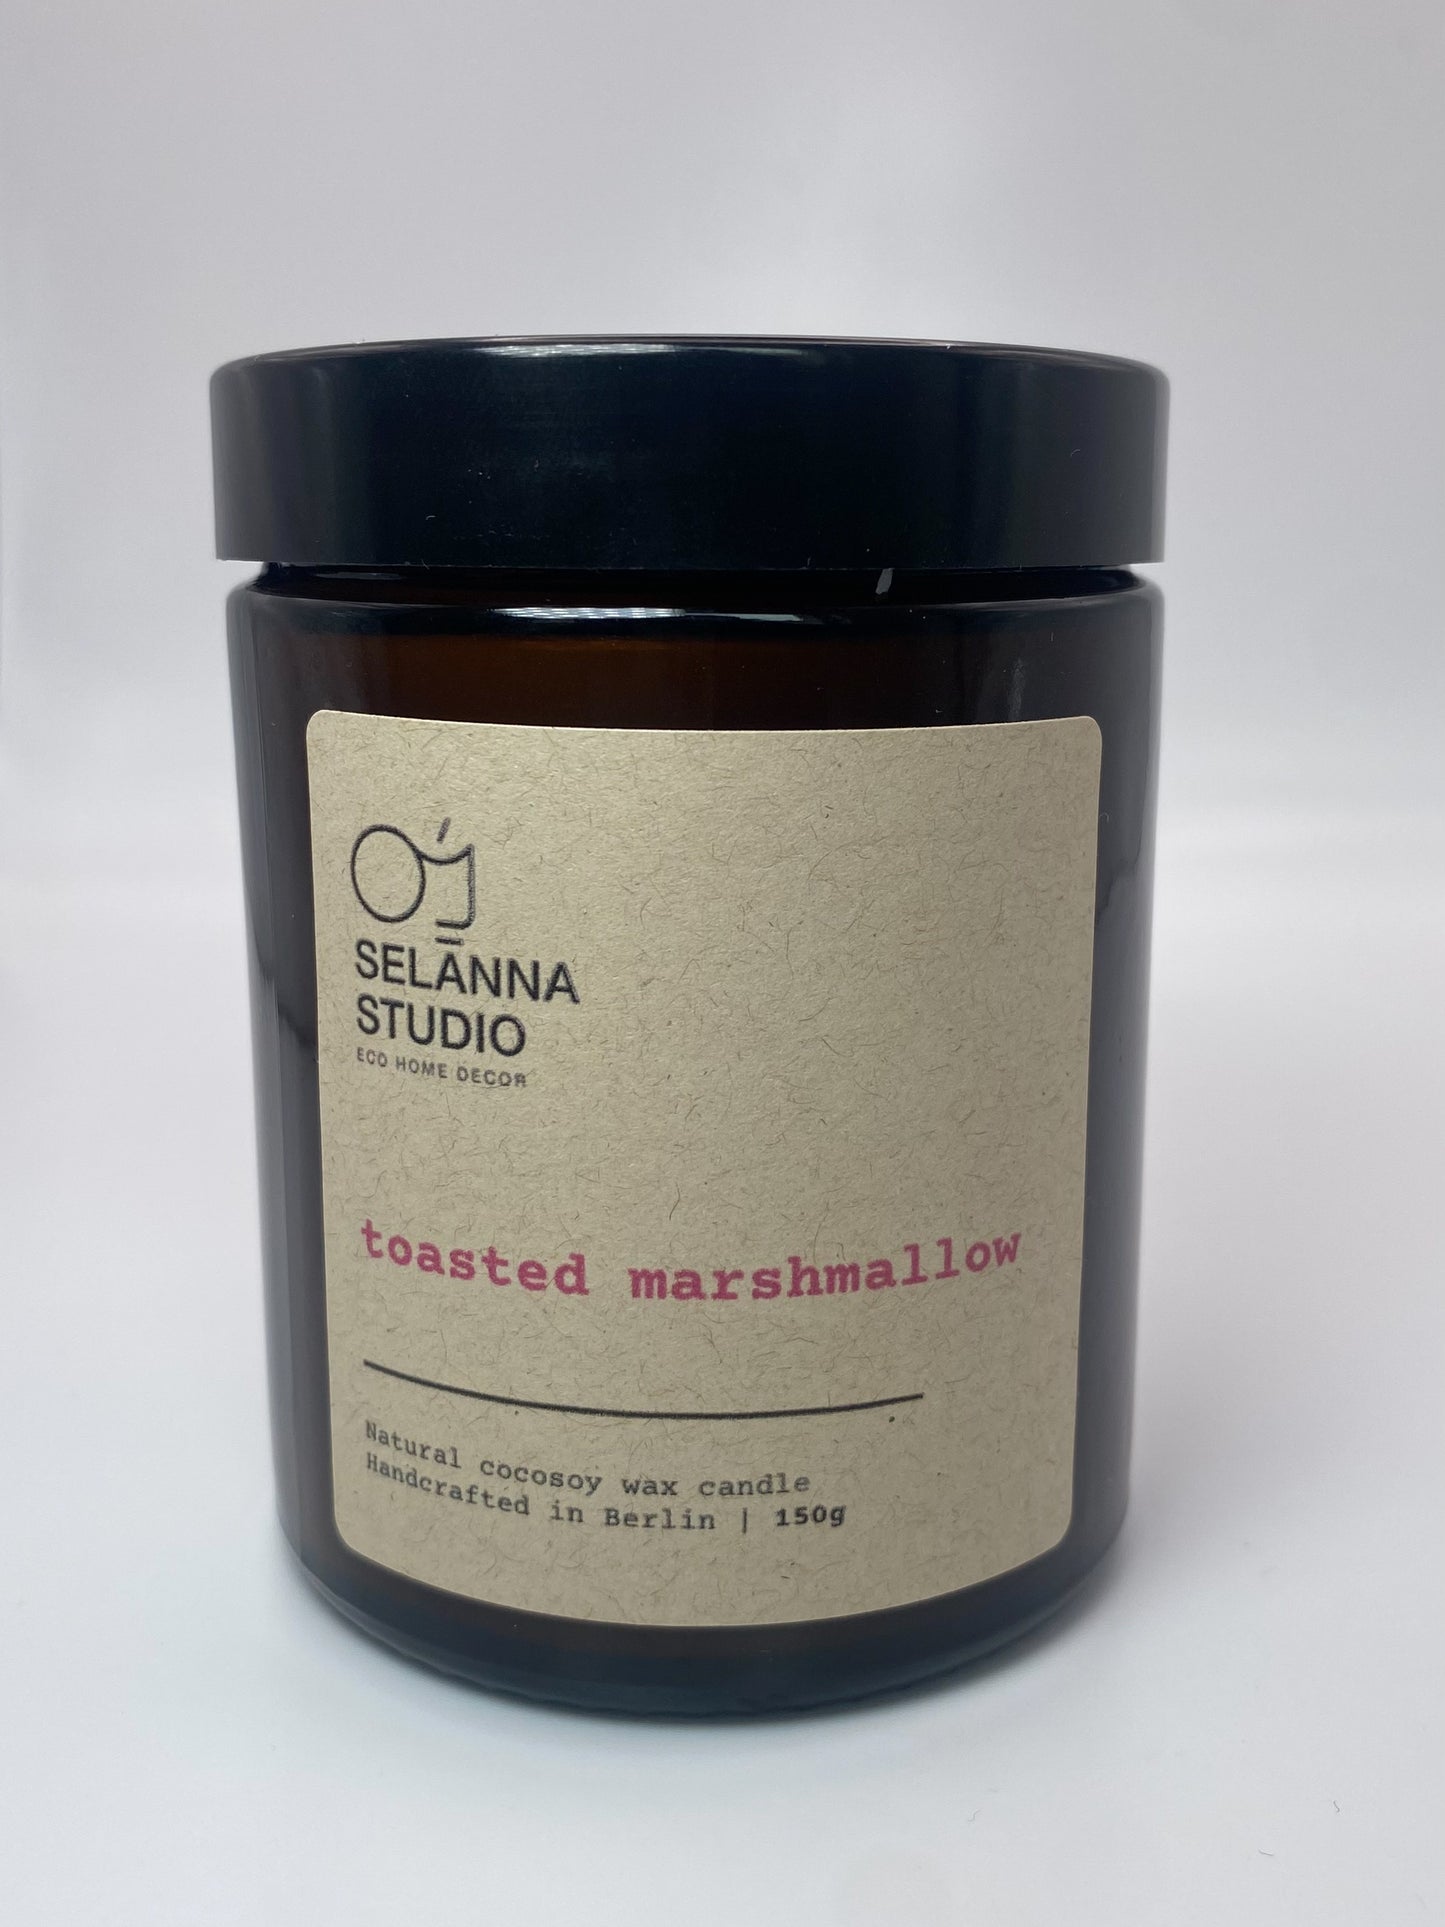 SELĀNNA
STUDIO
ECO HOME DECOR
toasted marshmallow
Natural cocosoy wax candle
Handcrafted in Berlin | 150g